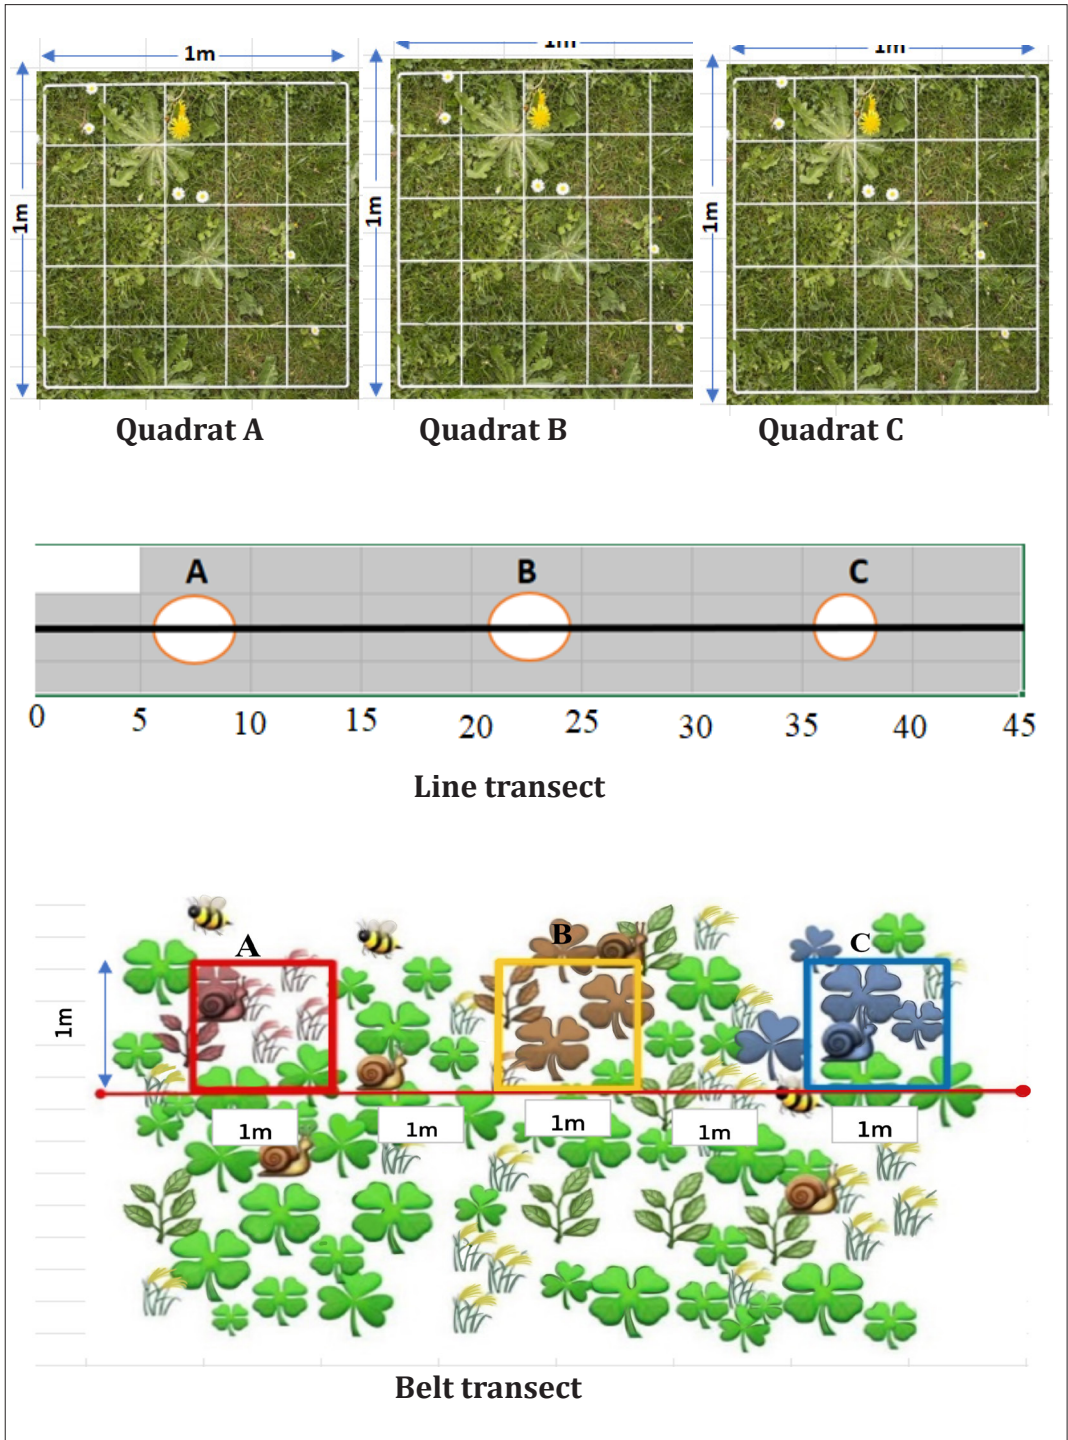 1m 1m 1m
1m 1m 1m
Quadrat A Quadrat B Quadrat C
A B C
0 5 10 15 20 25 30 35 40 45
Line transect
A B C
1m
1m 1m 1m 1m 1m
Belt transect